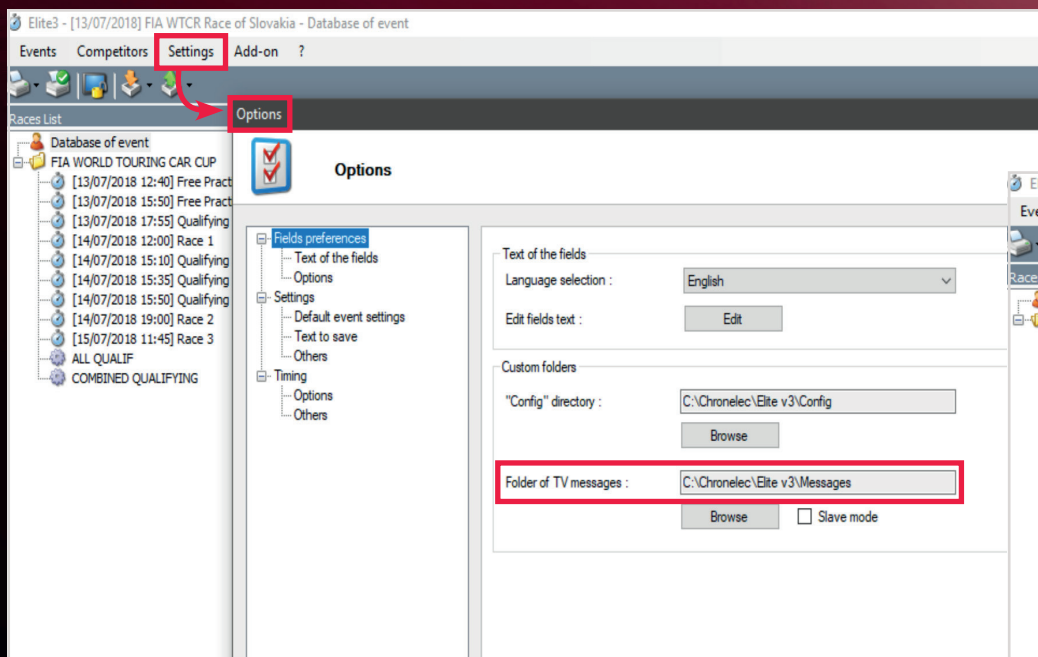 Elite3 - [13/07/2018] FIA WTCR Race of Slovakia - Database of event
Events Competitors Settings Add-on ?
Races List
Database of event
FIA WORLD TOURING CAR CUP
[13/07/2018 12:40] Free Pract
[13/07/2018 15:50] Free Pract
[13/07/2018 17:55] Qualifying
[14/07/2018 12:00] Race 1
[14/07/2018 15:10] Qualifying
[14/07/2018 15:35] Qualifying
[14/07/2018 15:50] Qualifying
[14/07/2018 19:00] Race 2
[15/07/2018 11:45] Race 3
ALL QUALIF
COMBINED QUALIFYING
Options
Options
Fields preferences
Text of the fields
Options
Settings
Default event settings
Text to save
Others
Timing
Options
Others
Text of the fields
Language selection : English
Edit fields text : Edit
Custom folders
"Config" directory : C:\Chronelec\Elite v3\Config
Browse
Folder of TV messages : C:\Chronelec\Elite v3\Messages
Browse Slave mode
E
Eve
Race